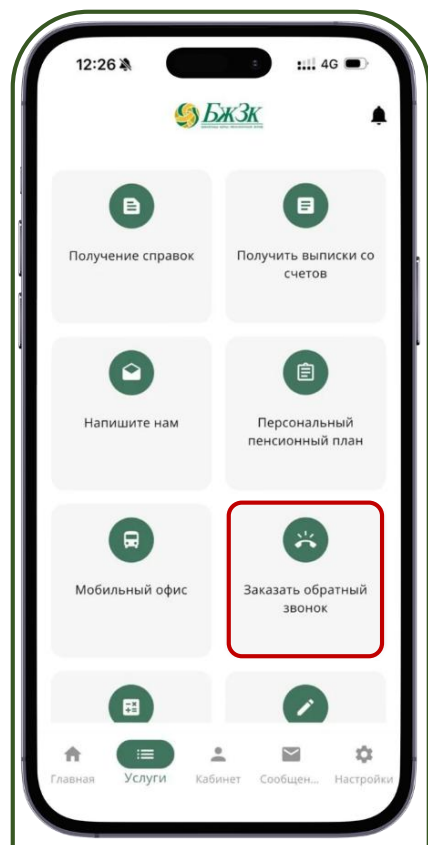 12:26
4G
БжЗк
Получение справок
Получить выписки со
счетов
Напишите нам
Персональный
пенсионный план
Мобильный офис
Заказать обратный
звонок
Главная
Услуги
Кабинет
Сообщен...
Настройки